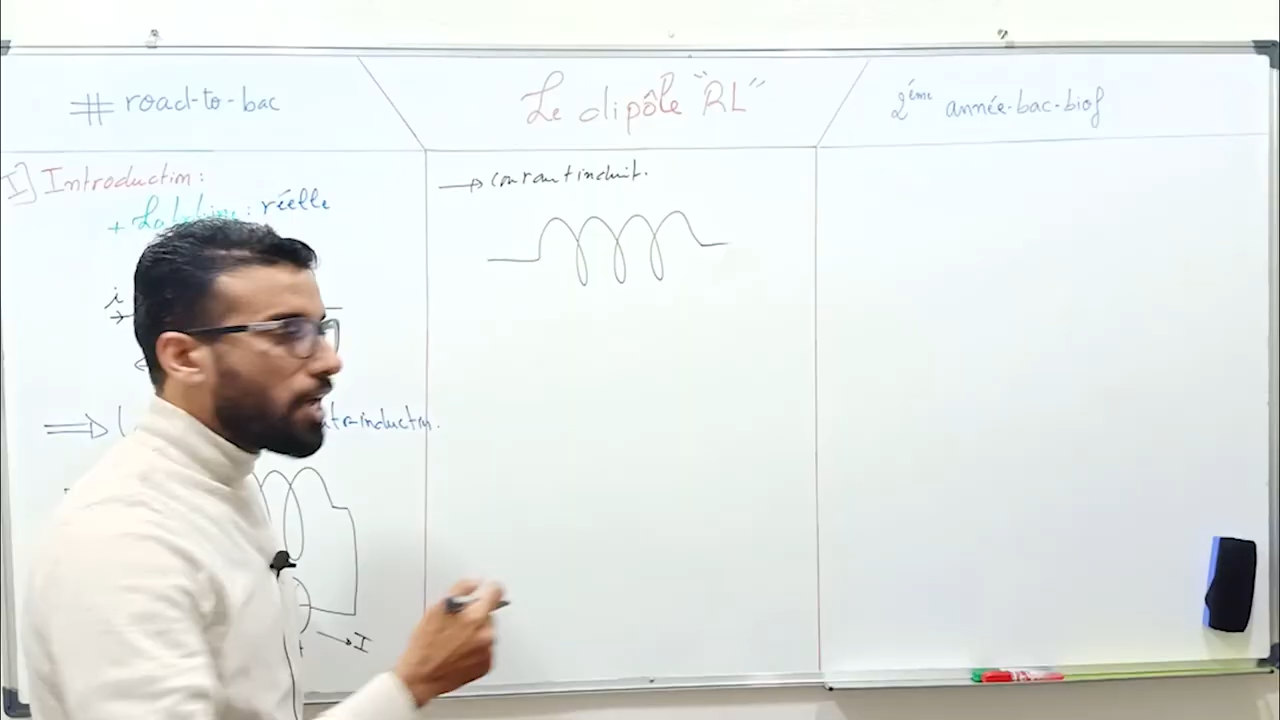 # road-to-bac
Le dipôle "RL"
2ème année-bac-biof
I] Introduction:
+ La bobine: réelle
i
→ courant induit.
I
+